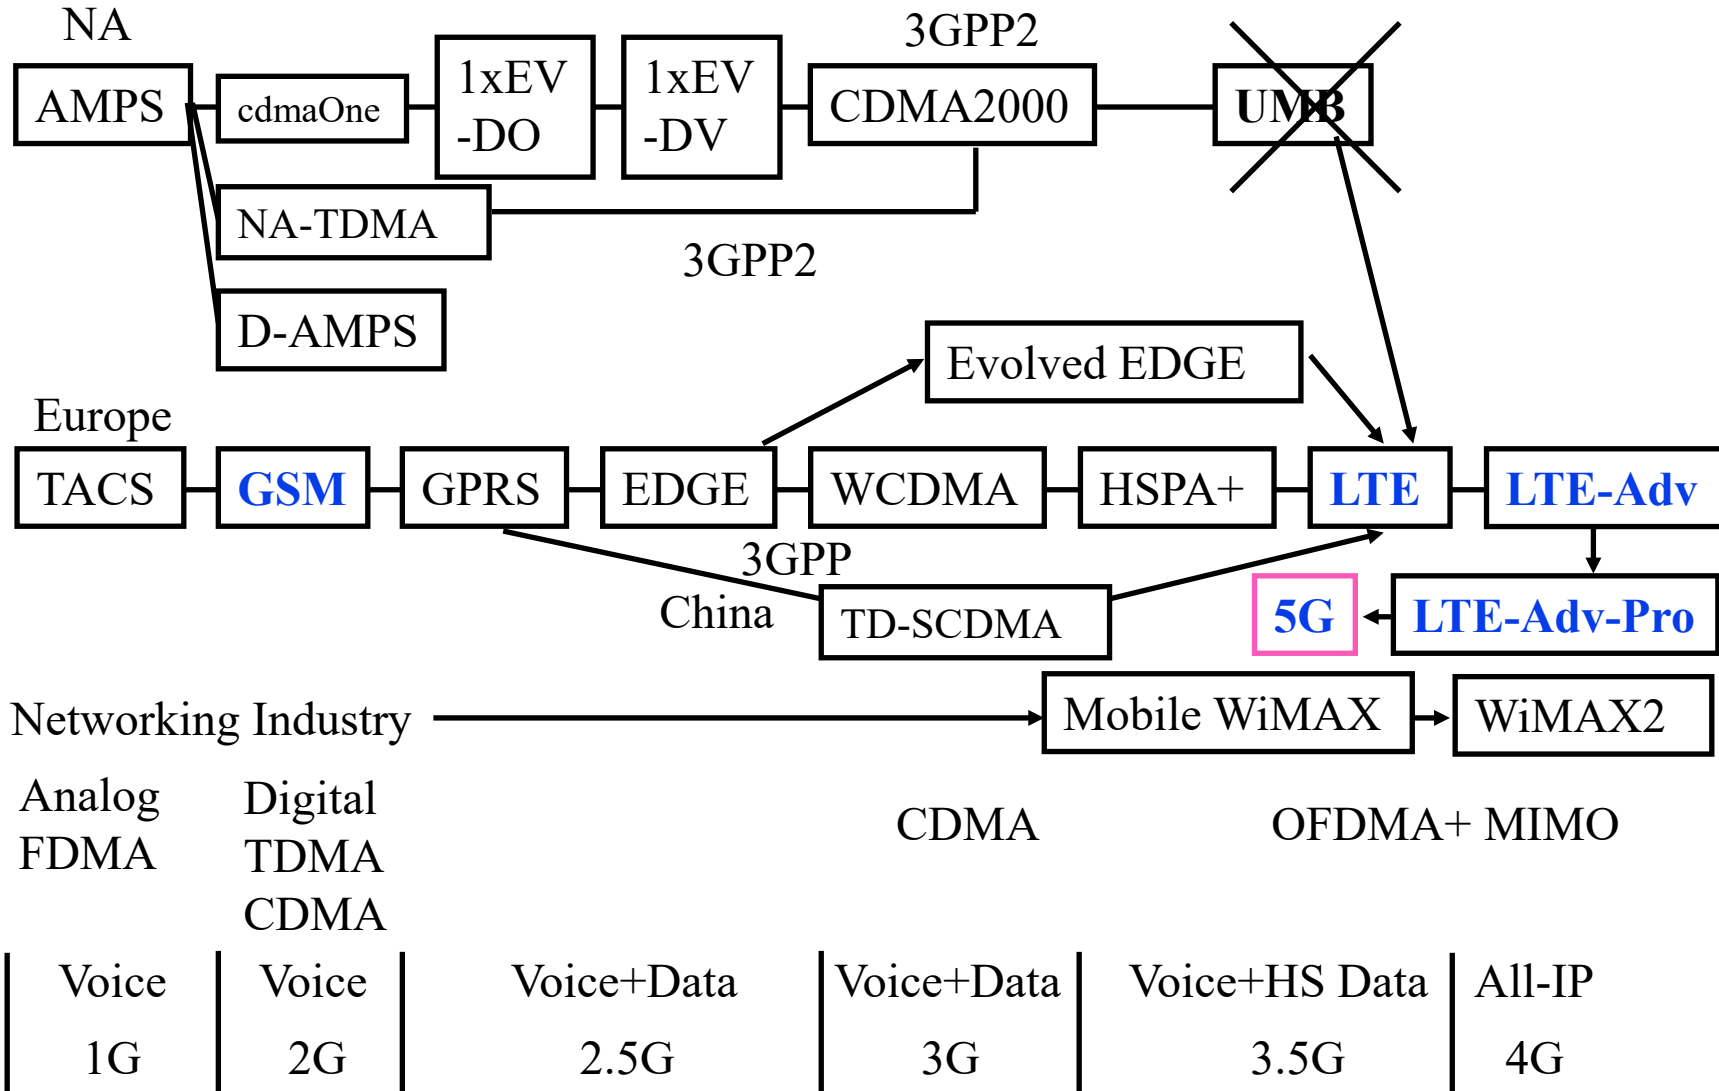 NA
3GPP2
AMPS
cdmaOne
1xEV
-DO
1xEV
-DV
CDMA2000
UMB
NA-TDMA
3GPP2
D-AMPS
Evolved EDGE
Europe
TACS
GSM
GPRS
EDGE
WCDMA
HSPA+
LTE
LTE-Adv
3GPP
China
TD-SCDMA
5G
LTE-Adv-Pro
Networking Industry
Mobile WiMAX
WiMAX2
Analog
FDMA
Digital
TDMA
CDMA
CDMA
OFDMA+ MIMO
Voice
Voice
Voice+Data
Voice+Data
Voice+HS Data
All-IP
1G
2G
2.5G
3G
3.5G
4G